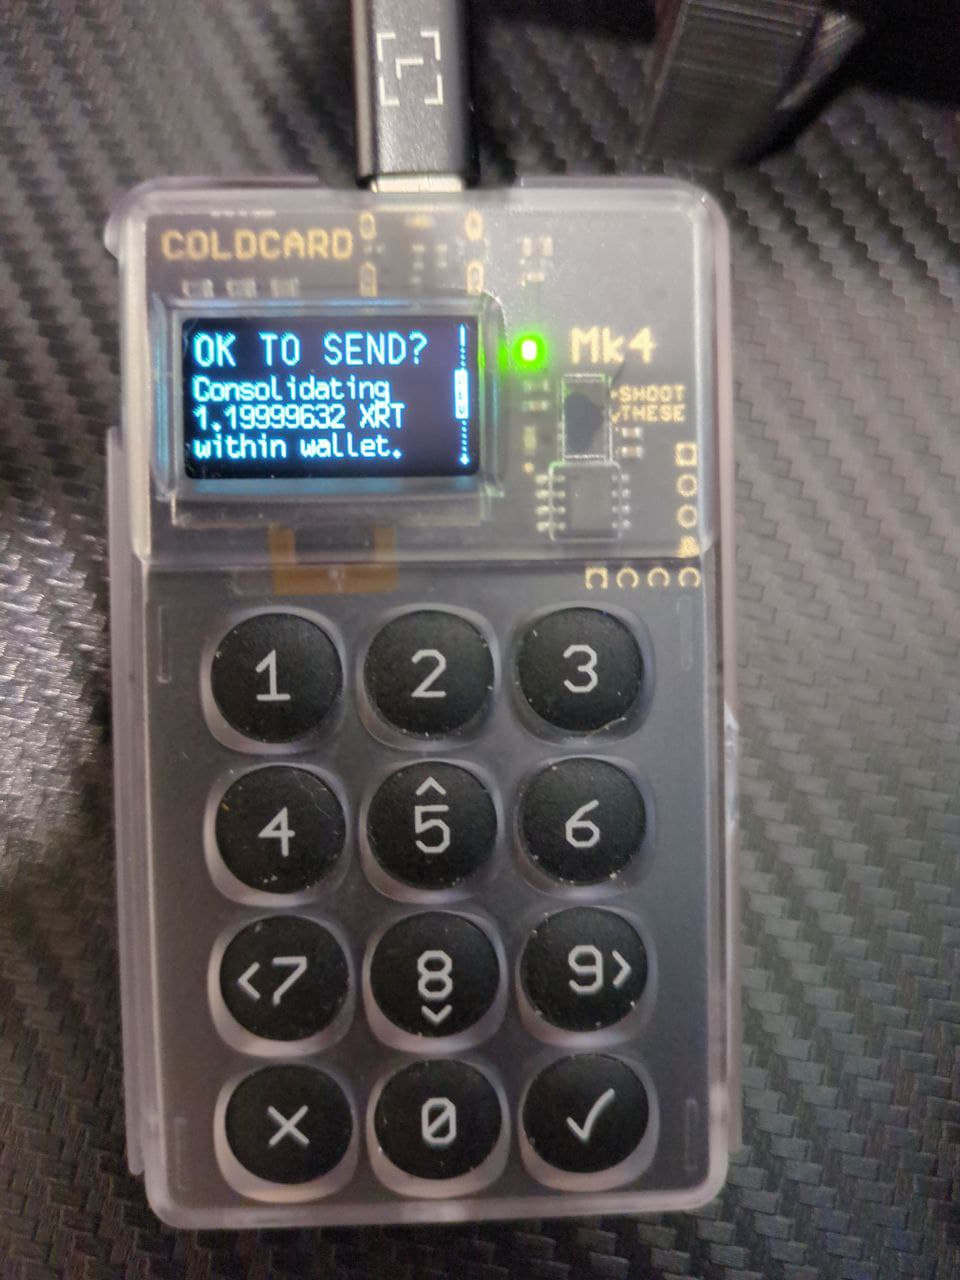 COLDCARD
OK TO SEND?
Consolidating
1.19999632 XRT
within wallet.
Mk4
SHOOT
THESE
1 2 3
4 5 6
<7 8 9>
× 0 ✓